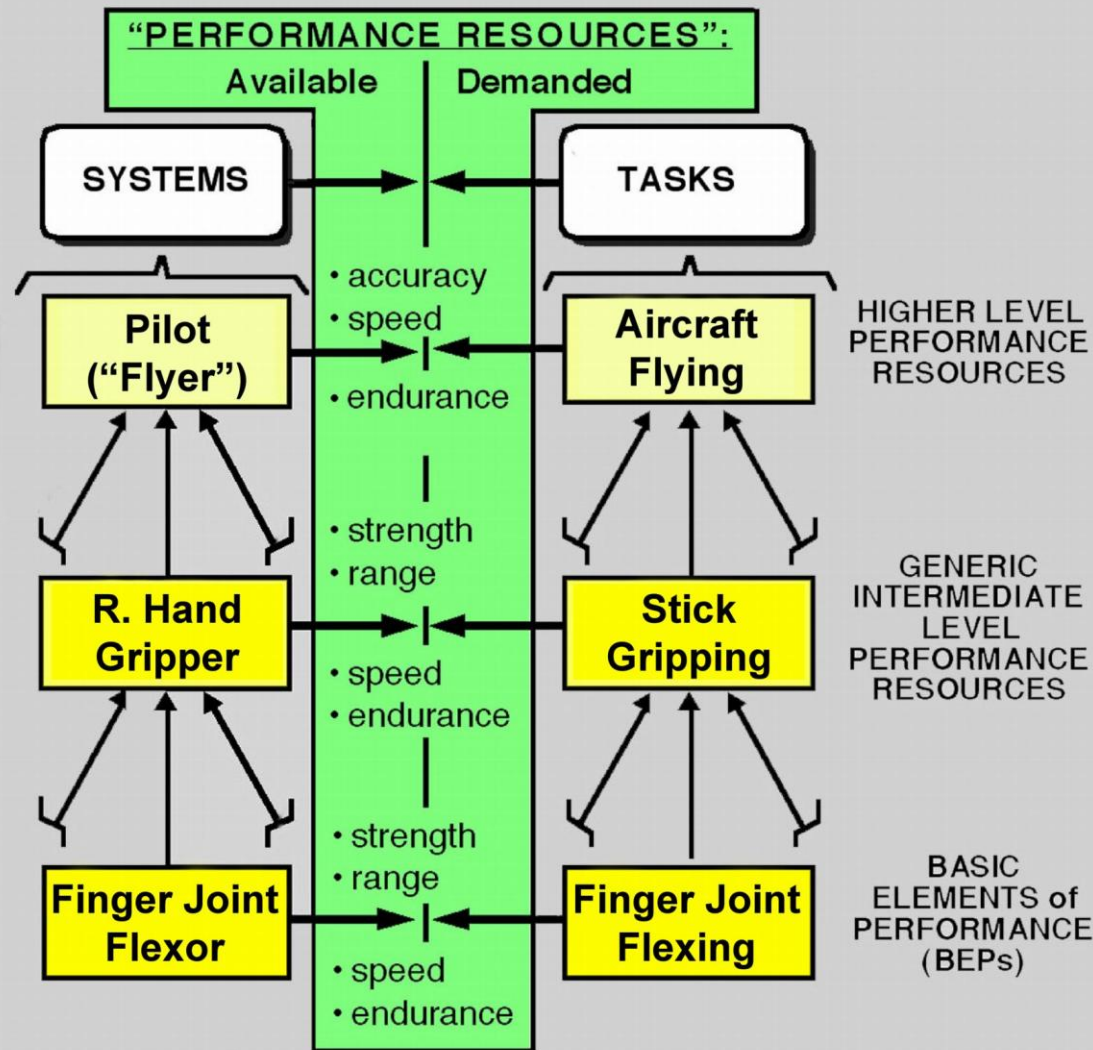 "PERFORMANCE RESOURCES":
Available
Demanded
SYSTEMS
TASKS
• accuracy
• speed
• endurance
Pilot
("Flyer")
Aircraft
Flying
HIGHER LEVEL
PERFORMANCE
RESOURCES
• strength
• range
• speed
• endurance
R. Hand
Gripper
Stick
Gripping
GENERIC
INTERMEDIATE
LEVEL
PERFORMANCE
RESOURCES
• strength
• range
• speed
• endurance
Finger Joint
Flexor
Finger Joint
Flexing
BASIC
ELEMENTS of
PERFORMANCE
(BEPs)